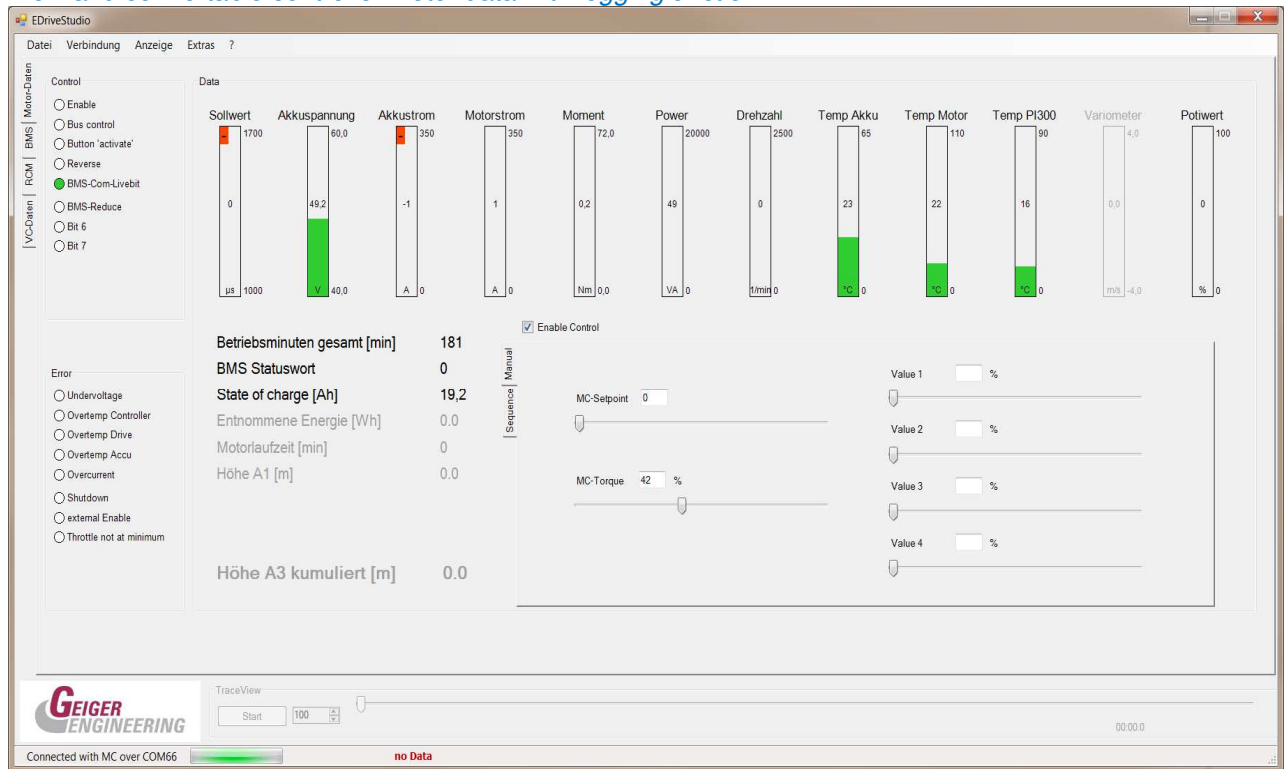 EDriveStudio
Datei Verbindung Anzeige Extras ?
Motor-Daten
BMS
RCM
VC-Daten
Control
Enable
Bus control
Button 'activate'
Reverse
BMS-Com-Livebit
BMS-Reduce
Bit 6
Bit 7
Error
Undervoltage
Overtemp Controller
Overtemp Drive
Overtemp Accu
Overcurrent
Shutdown
external Enable
Throttle not at minimum
Data
Sollwert Akkuspannung Akkustrom Motorstrom Moment Power Drehzahl Temp Akku Temp Motor Temp PI300 Variometer Potiwert
- 1700 60,0 - 350 350 72,0 20000 2500 65 110 90 4,0 100
0 49,2 -1 1 0,2 49 0 23 22 16 0,0 0
µs 1000 V 40,0 A 0 A 0 Nm 0,0 VA 0 1/min 0 °C 0 °C 0 °C 0 m/s -4,0 % 0
Betriebsminuten gesamt [min] 181
BMS Statuswort 0
State of charge [Ah] 19,2
Entnommene Energie [Wh] 0.0
Motorlaufzeit [min] 0
Höhe A1 [m] 0.0
Höhe A3 kumuliert [m] 0.0
Enable Control
Manual
Sequence
MC-Setpoint 0
MC-Torque 42 %
Value 1 %
Value 2 %
Value 3 %
Value 4 %
GEIGER
ENGINEERING
TraceView
Start 100
00:00.0
Connected with MC over COM66 no Data